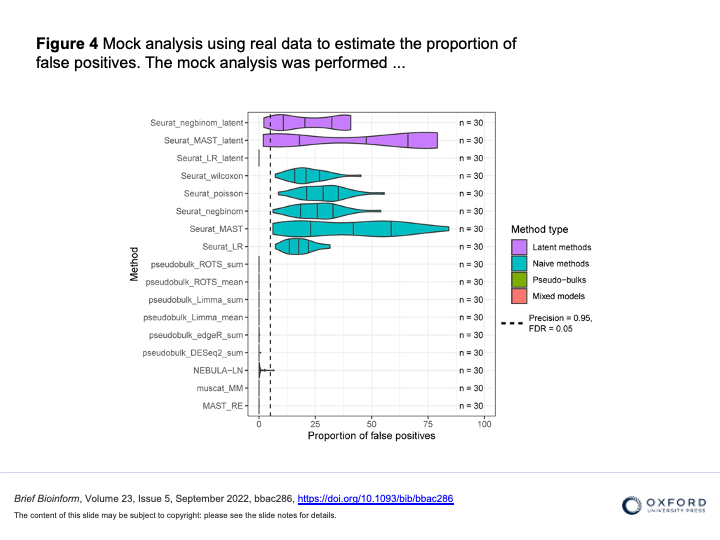 Figure 4 Mock analysis using real data to estimate the proportion of
false positives. The mock analysis was performed ...
Seurat_negbinom_latent
n = 30
Seurat_MAST_latent
n = 30
Seurat_LR_latent
n = 30
Seurat_wilcoxon
n = 30
Seurat_poisson
n = 30
Seurat_negbinom
n = 30
Seurat_MAST
n = 30
Seurat_LR
n = 30
pseudobulk_ROTS_sum
n = 30
pseudobulk_ROTS_mean
n = 30
pseudobulk_Limma_sum
n = 30
pseudobulk_Limma_mean
n = 30
pseudobulk_edgeR_sum
n = 30
pseudobulk_DESeq2_sum
n = 30
NEBULA−LN
n = 30
muscat_MM
n = 30
MAST_RE
n = 30
Method
0
25
50
75
100
Proportion of false positives
Method type
Latent methods
Naive methods
Pseudo−bulks
Mixed models
Precision = 0.95,
FDR = 0.05
Brief Bioinform, Volume 23, Issue 5, September 2022, bbac286, https://doi.org/10.1093/bib/bbac286
The content of this slide may be subject to copyright: please see the slide notes for details.
OXFORD
UNIVERSITY PRESS